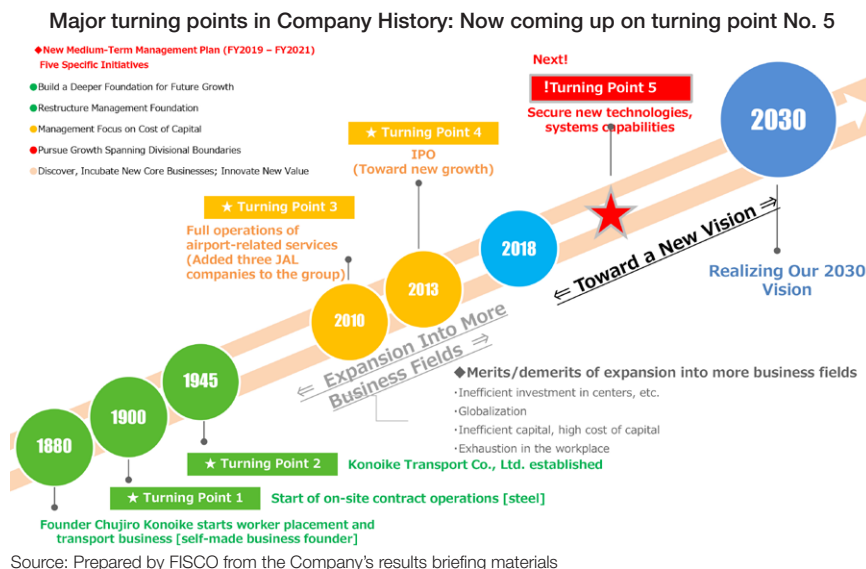 Major turning points in Company History: Now coming up on turning point No. 5
◆New Medium-Term Management Plan (FY2019 – FY2021)
Five Specific Initiatives
●Build a Deeper Foundation for Future Growth
●Restructure Management Foundation
●Management Focus on Cost of Capital
●Pursue Growth Spanning Divisional Boundaries
●Discover, Incubate New Core Businesses; Innovate New Value
Next!
!Turning Point 5
Secure new technologies,
systems capabilities
2030
★ Turning Point 4
IPO
(Toward new growth)
★ Turning Point 3
Full operations of
airport-related services
(Added three JAL
companies to the group)
2018
⇐ Toward a New Vision ⇒
Realizing Our 2030
Vision
2013
2010
⇐ Expansion Into More
Business Fields ⇒
1945
1900
1880
◆Merits/demerits of expansion into more business fields
・Inefficient investment in centers, etc.
・Globalization
・Inefficient capital, high cost of capital
・Exhaustion in the workplace
★ Turning Point 2 Konoike Transport Co., Ltd. established
★ Turning Point 1 Start of on-site contract operations [steel]
Founder Chujiro Konoike starts worker placement and
transport business [self-made business founder]
Source: Prepared by FISCO from the Company's results briefing materials